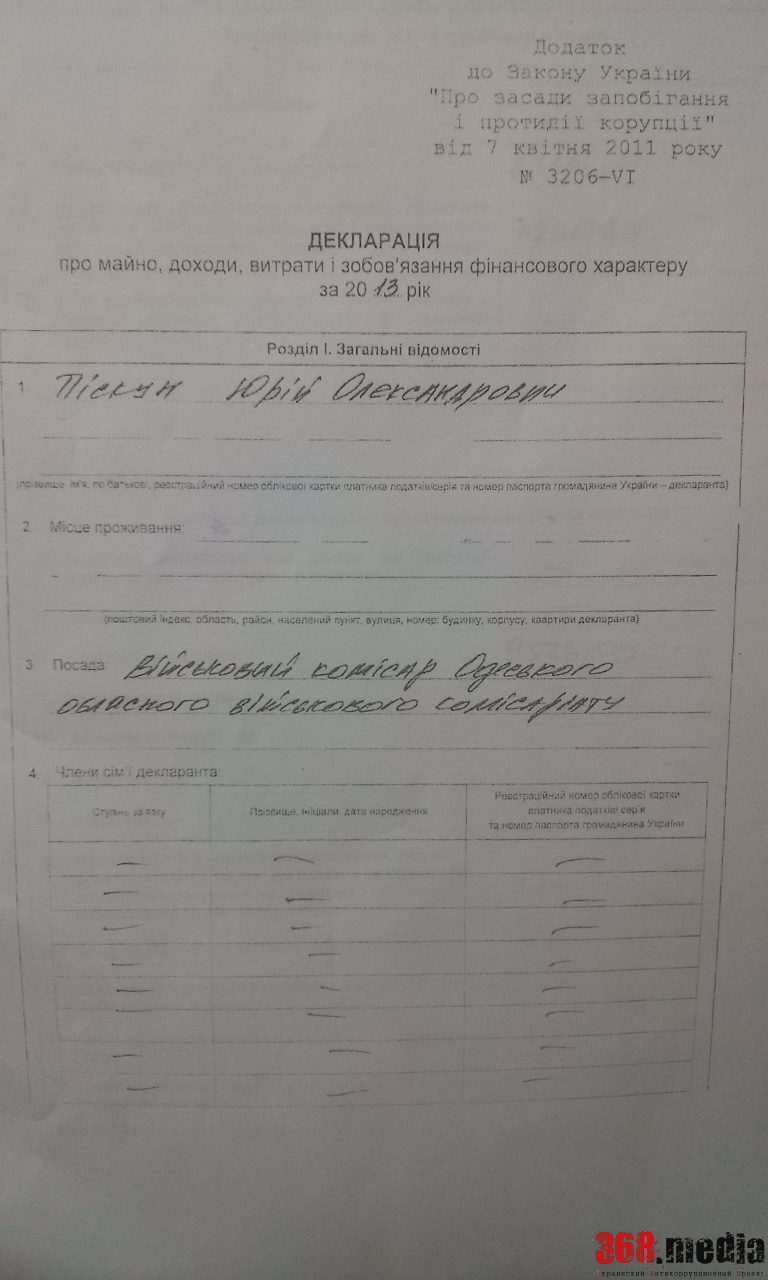 Додаток
до Закону України
"Про засади запобігання
і протидії корупції"
від 7 квітня 2011 року
№ 3206-VI
ДЕКЛАРАЦІЯ
про майно, доходи, витрати і зобов'язання фінансового характеру
за 2013 рік
Розділ І. Загальні відомості
1 Піскун Юрій Олександрович
(прізвище, ім'я, по батькові, реєстраційний номер облікової картки платника податків/серія та номер паспорта громадянина України – декларанта)
2. Місце проживання:
(поштовий індекс, область, район, населений пункт, вулиця, номер: будинку, корпусу, квартири декларанта)
3. Посада: Військовий комісар Одеського
обласного військового комісаріату
4. Члени сім'ї декларанта:
Ступінь зв'язку
Прізвище, ініціали, дата народження
Реєстраційний номер облікової картки
платника податків/ серія
та номер паспорта громадянина України
368.media
Украинский Антикоррупционный Проект